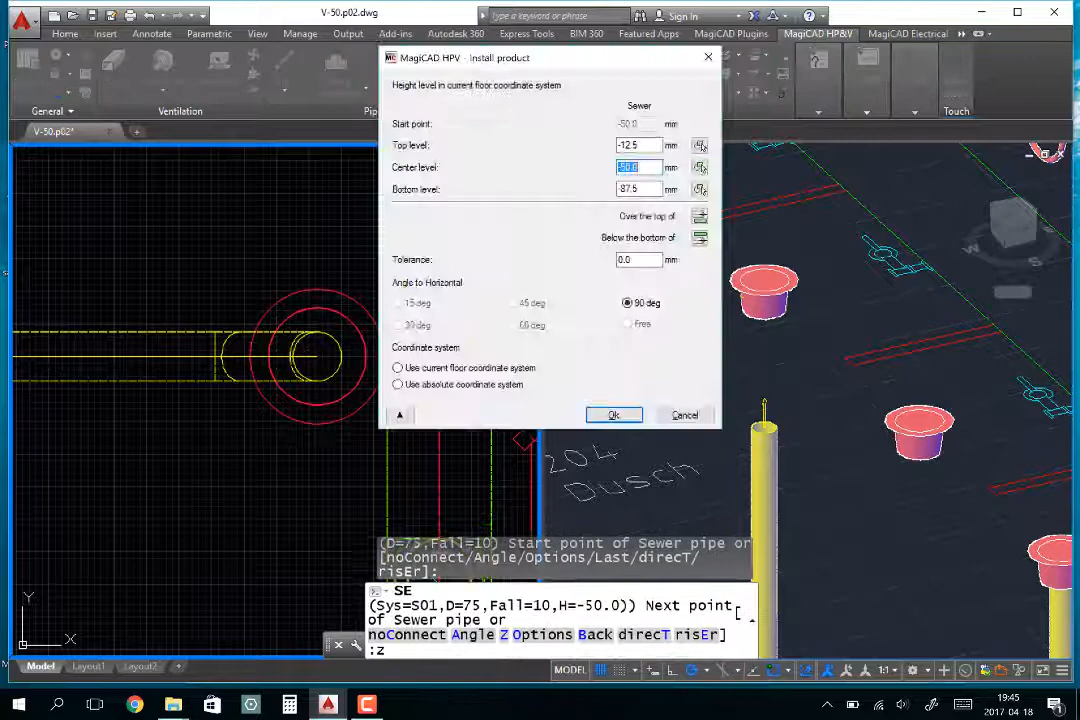 V-50.p02.dwg
Type a keyword or phrase
Sign In
Home Insert Annotate Parametric View Manage Output Add-ins Autodesk 360 Express Tools BIM 360 Featured Apps MagiCAD Plugins MagiCAD HP&V MagiCAD Electrical
General Ventilation Pip Touch
V-50.p02*
MagiCAD HPV - Install product
Height level in current floor coordinate system
Sewer
Start point: -50.0 mm
Top level: -12.5 mm
Center level: -50.0 mm
Bottom level: -87.5 mm
Over the top of
Below the bottom of
Tolerance: 0.0 mm
Angle to Horizontal
15 deg 45 deg 90 deg
30 deg 60 deg Free
Coordinate system
Use current floor coordinate system
Use absolute coordinate system
Ok Cancel
W S
204
Dusch
(D=75,Fall=10) Start point of Sewer pipe or
[noConnect/Angle/Options/Last/direcT/
risEr]:
SE
(Sys=SO1,D=75,Fall=10,H=-50.0)) Next point
of Sewer pipe or
noConnect Angle Z Options Back direcT risEr]
:z
Y
X
Model Layout1 Layout2 +
MODEL 1:1
19:45
2017-04-18